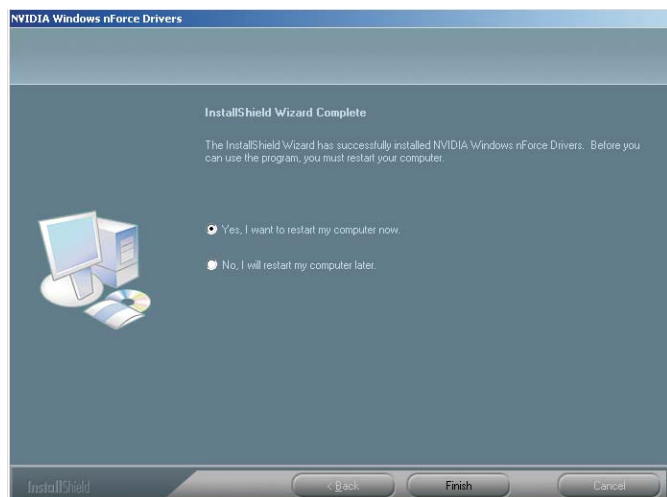 NVIDIA Windows nForce Drivers
InstallShield Wizard Complete
The InstallShield Wizard has successfully installed NVIDIA Windows nForce Drivers. Before you
can use the program, you must restart your computer.
Yes, I want to restart my computer now.
No, I will restart my computer later.
InstallShield
< Back
Finish
Cancel